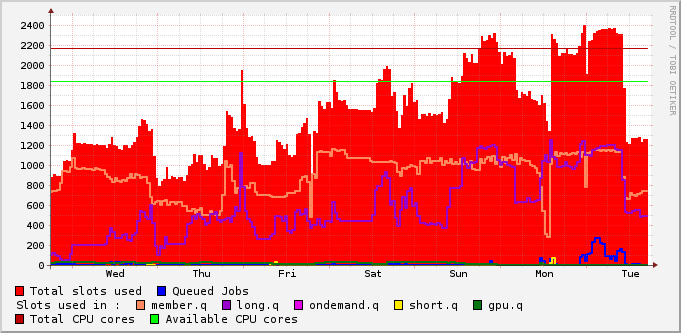 2400
2200
2000
1800
1600
1400
1200
1000
800
600
400
200
0
Wed Thu Fri Sat Sun Mon Tue
RRDTOOL / TOBI OETIKER
Total slots used Queued Jobs
Slots used in : member.q long.q ondemand.q short.q gpu.q
Total CPU cores Available CPU cores